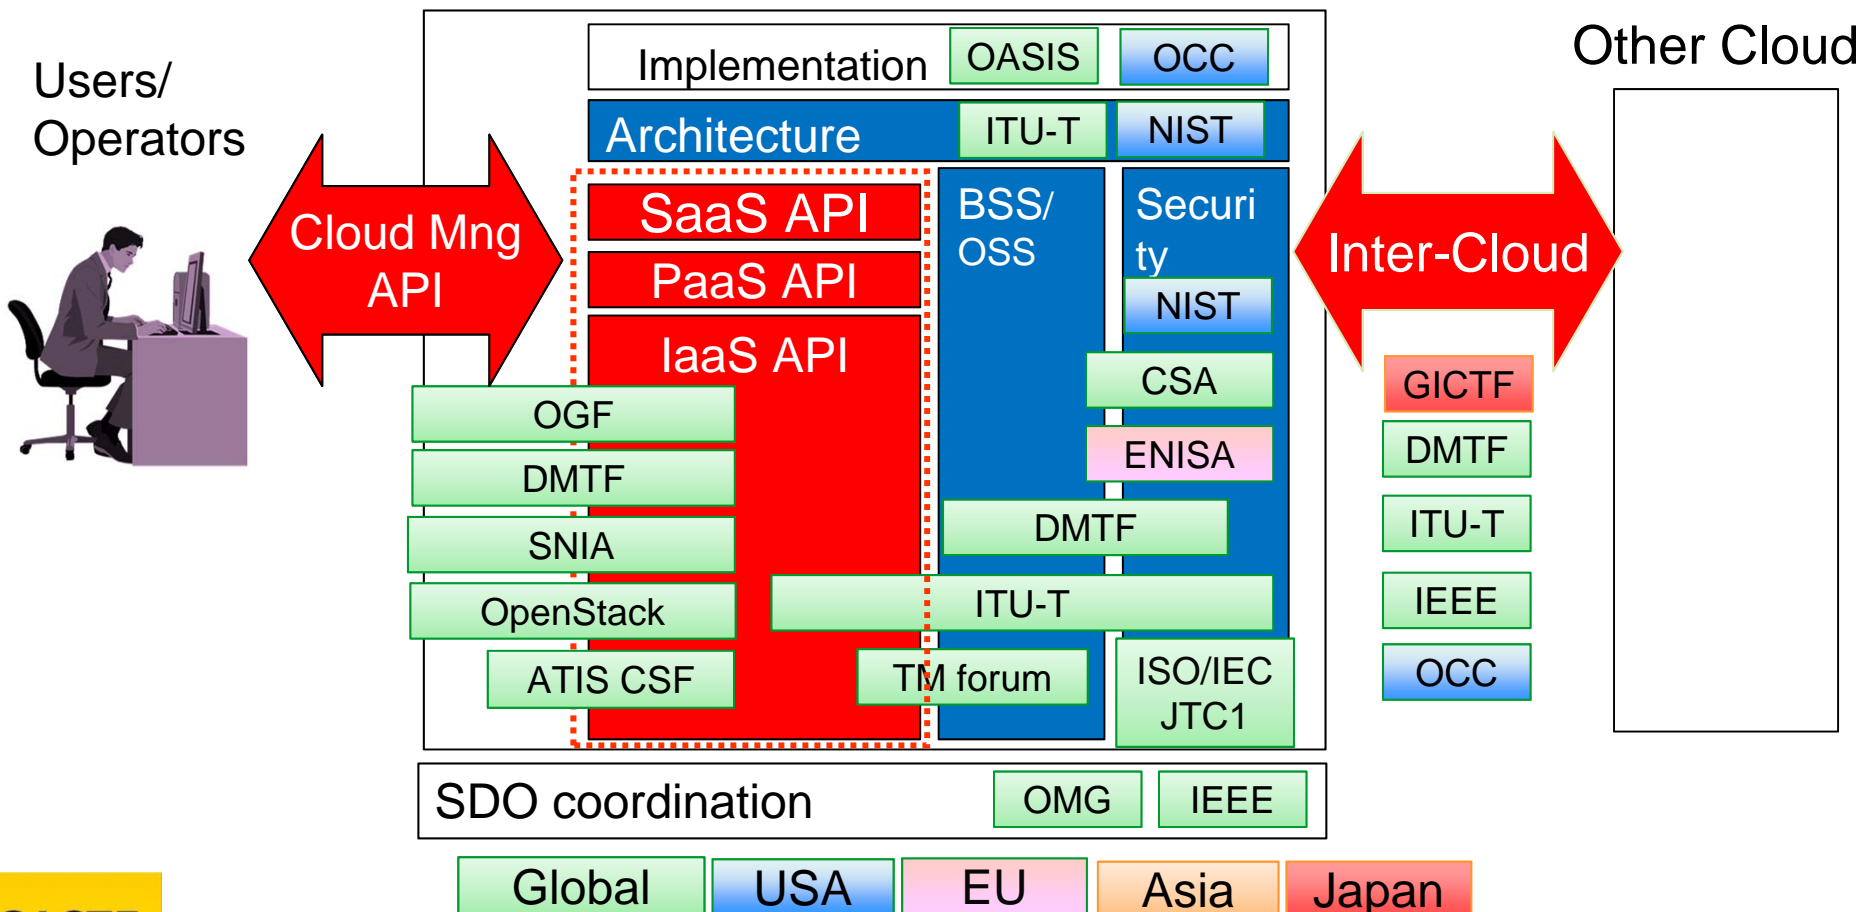 Implementation
OASIS
OCC
Other Cloud
Users/
Operators
Architecture
ITU-T
NIST
Cloud Mng
API
SaaS API
PaaS API
IaaS API
BSS/
OSS
Securi
ty
NIST
CSA
ENISA
Inter-Cloud
OGF
DMTF
SNIA
OpenStack
ATIS CSF
DMTF
ITU-T
TM forum
ISO/IEC
JTC1
GICTF
DMTF
ITU-T
IEEE
OCC
SDO coordination
OMG
IEEE
Global
USA
EU
Asia
Japan